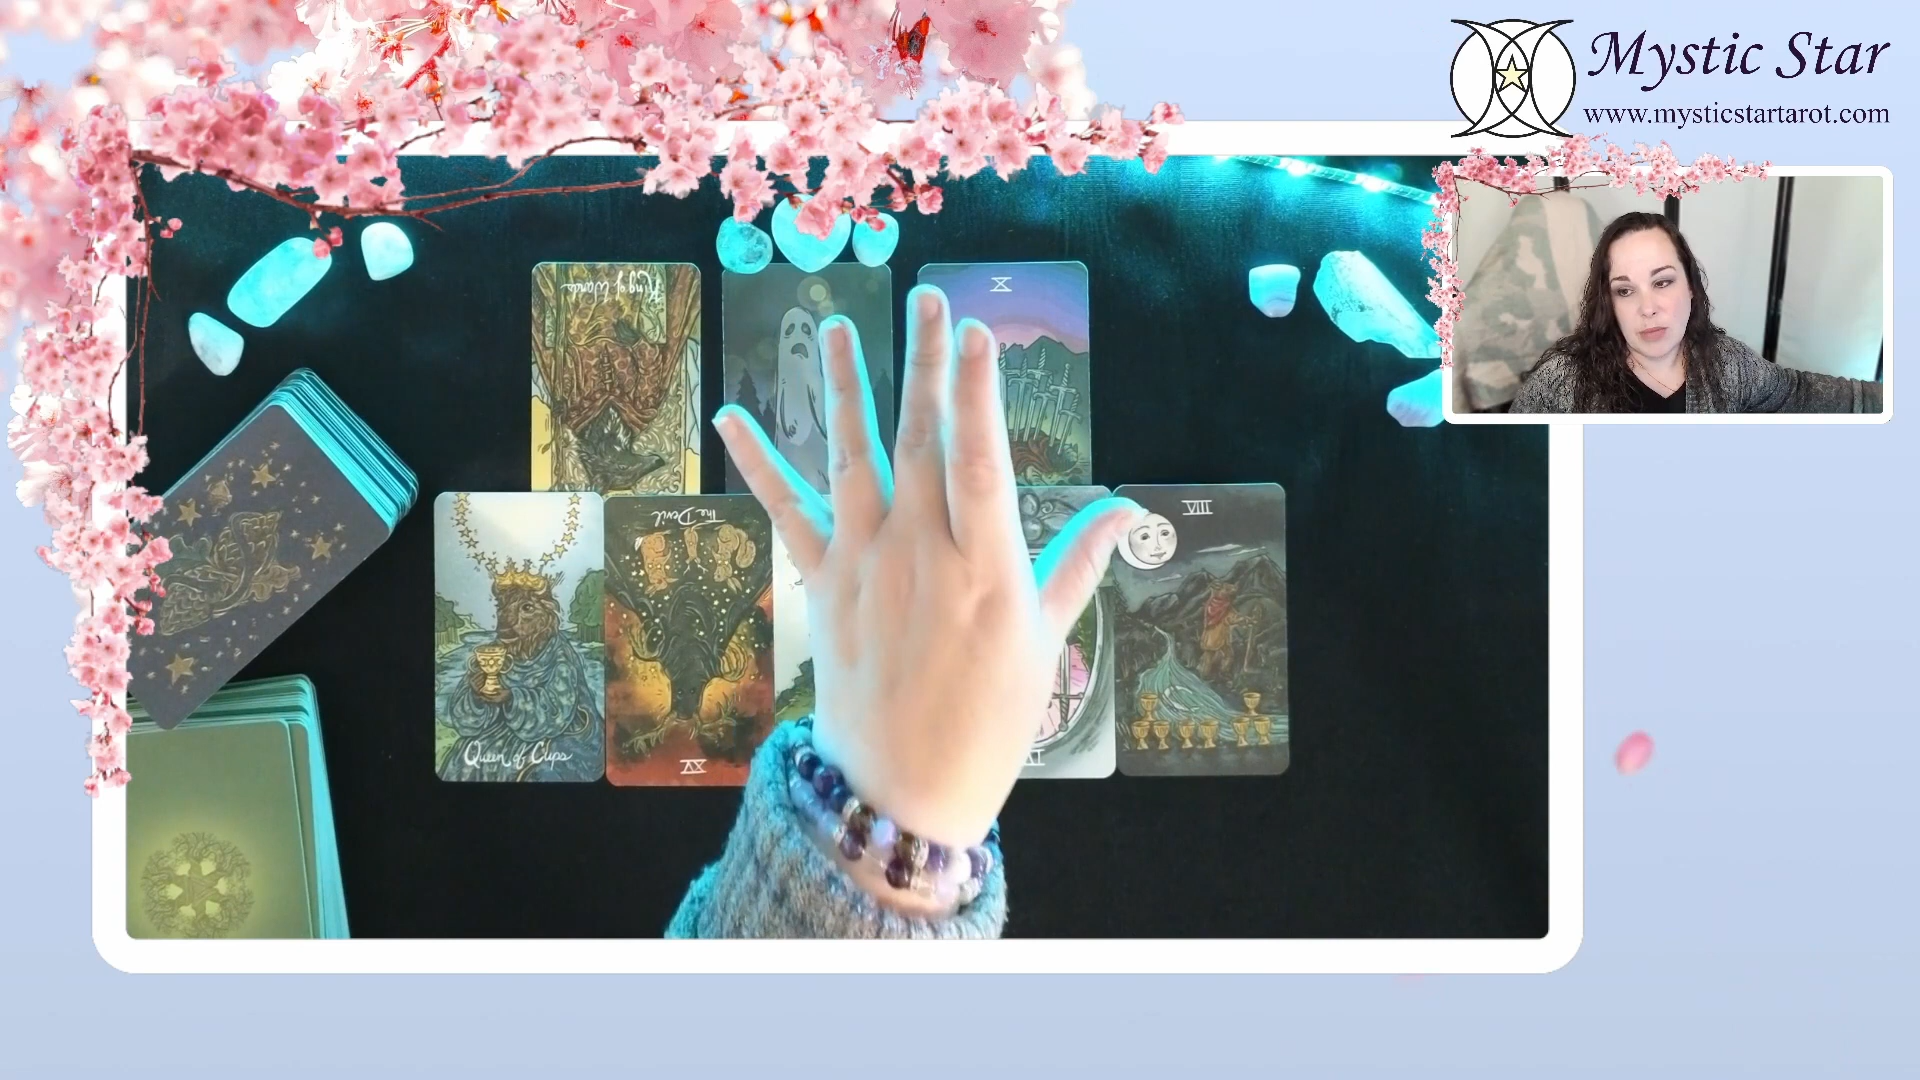 Mystic Star
www.mysticstartarot.com
King of Wands
X
The Devil
VIII
Queen of Cups
XV